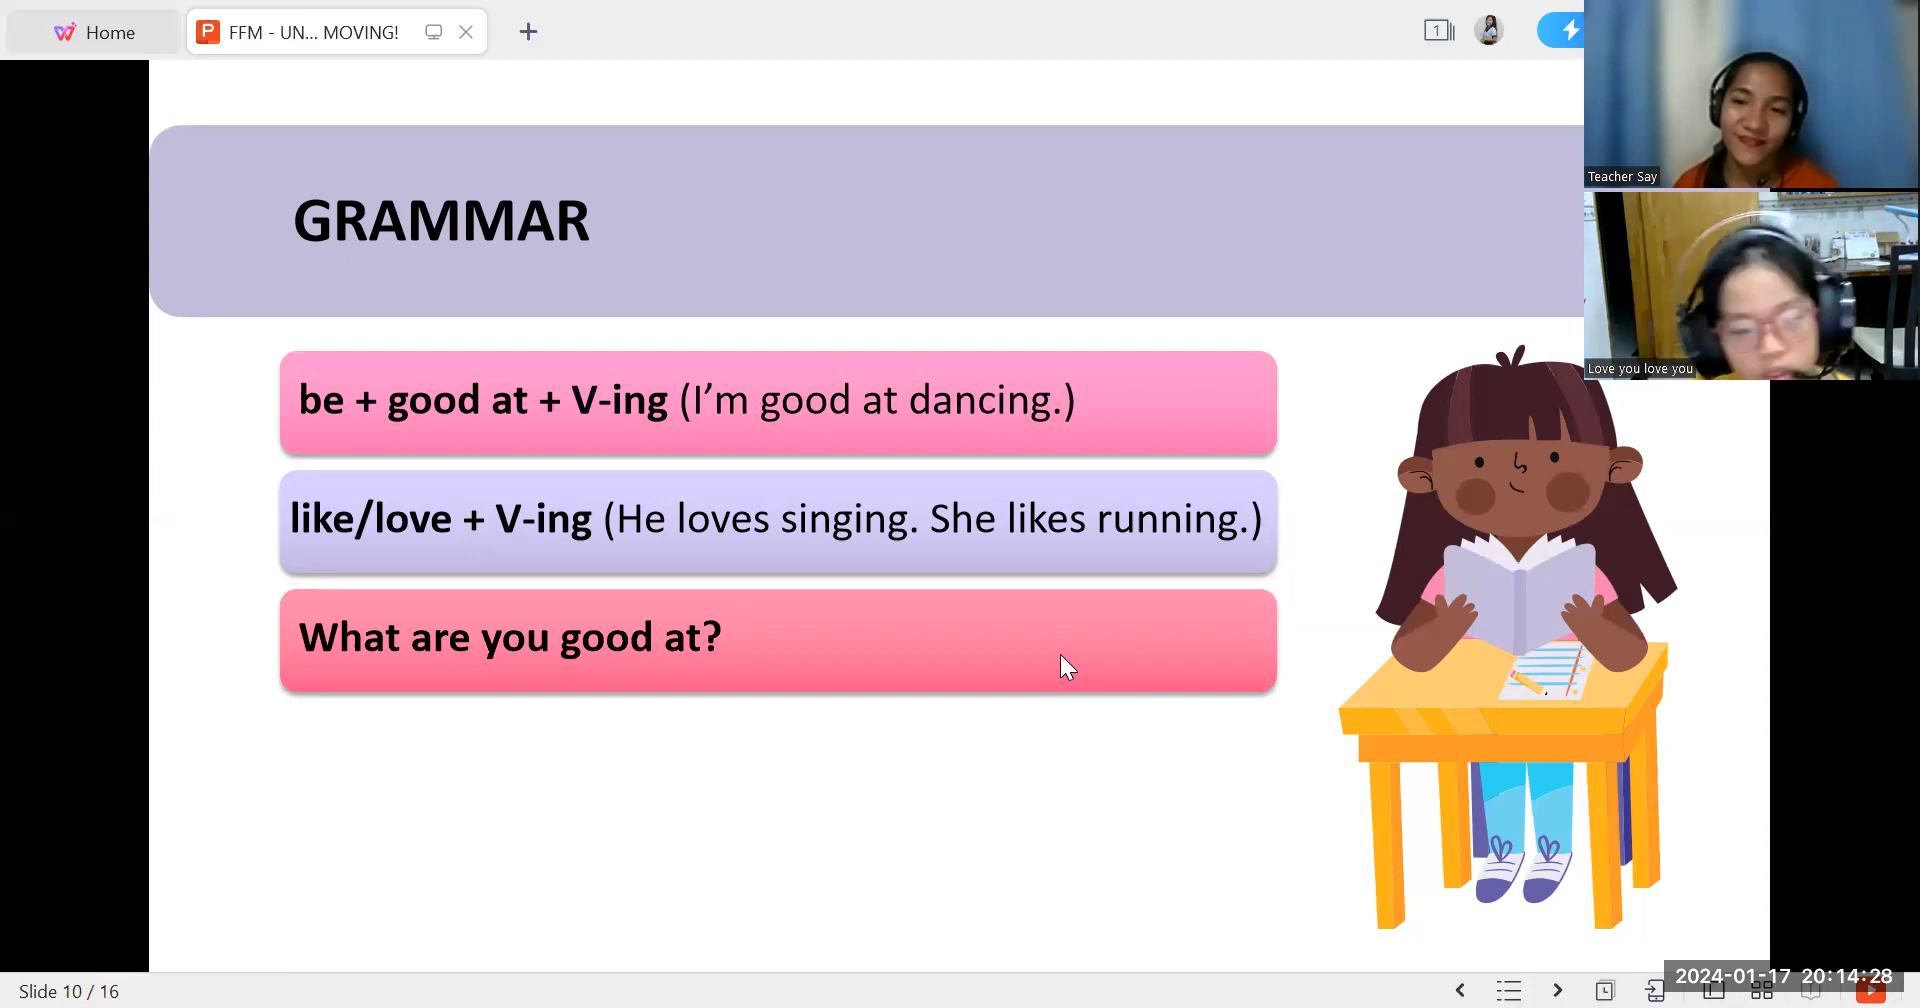 Home
FFM - UN... MOVING!
1
Teacher Say
GRAMMAR
Love you love you
be + good at + V-ing (I’m good at dancing.)
like/love + V-ing (He loves singing. She likes running.)
What are you good at?
2024-01-17 20:14:28
Slide 10 / 16